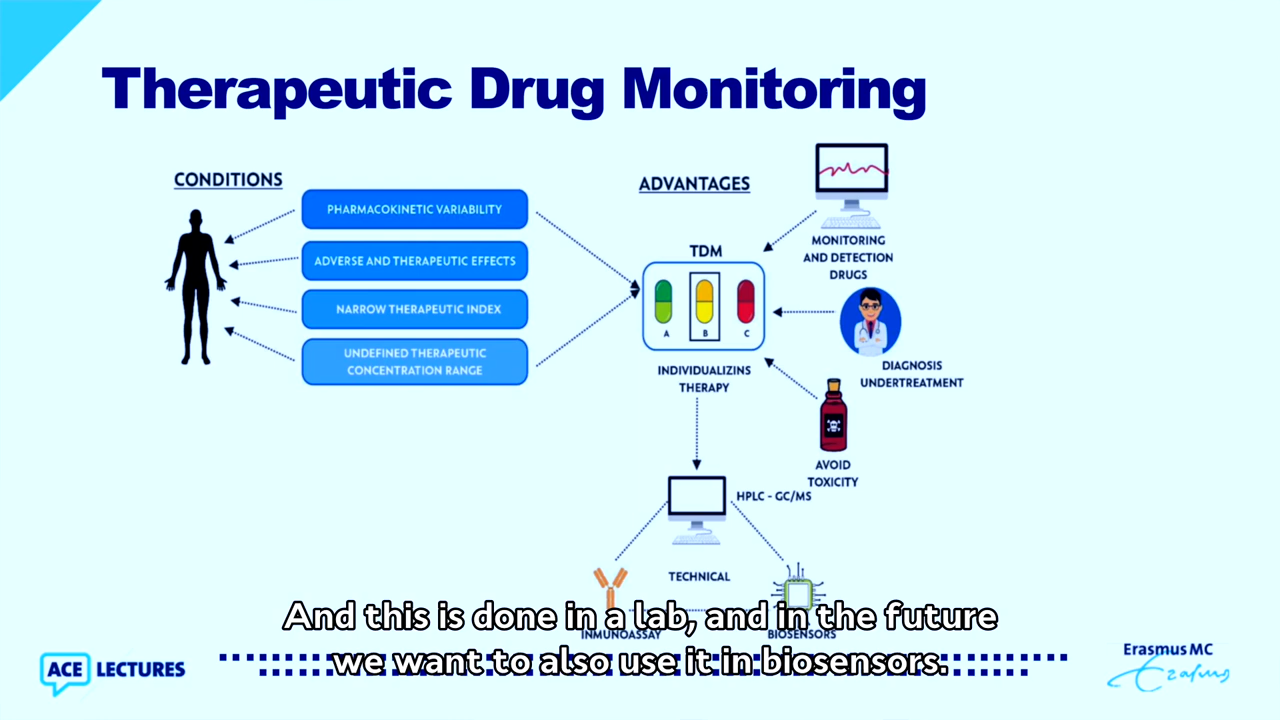 Therapeutic Drug Monitoring
CONDITIONS
PHARMACOKINETIC VARIABILITY
ADVERSE AND THERAPEUTIC EFFECTS
NARROW THERAPEUTIC INDEX
UNDEFINED THERAPEUTIC
CONCENTRATION RANGE
ADVANTAGES
TDM
A B C
INDIVIDUALIZINS
THERAPY
MONITORING
AND DETECTION
DRUGS
DIAGNOSIS
UNDERTREATMENT
AVOID
TOXICITY
HPLC - GC/MS
TECHNICAL
INMUNOASSAY
BIOSENSORS
And this is done in a lab, and in the future
we want to also use it in biosensors.
ACE LECTURES
Erasmus MC
Erasmus